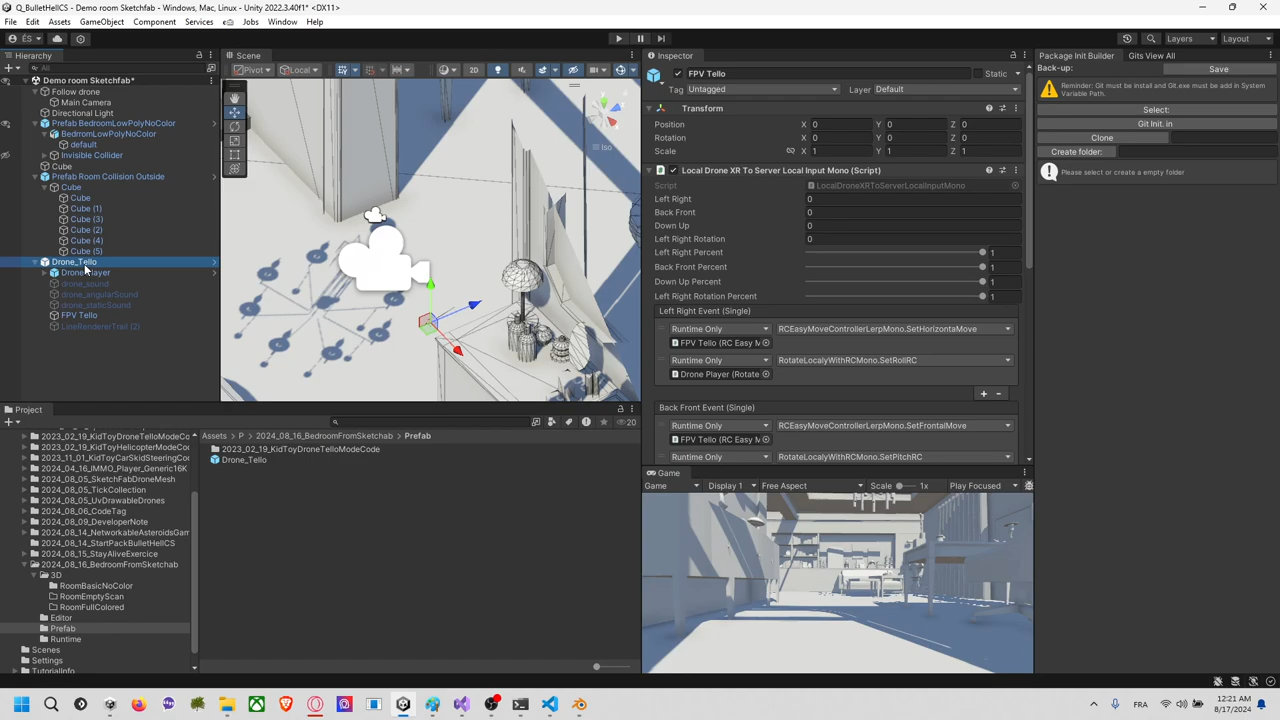 Q_BulletHellCS - Demo room Sketchfab - Windows, Mac, Linux - Unity 2022.3.40f1* <DX11>
File Edit Assets GameObject Component Services Jobs Window Help
ÉS Layers Layout
Hierarchy
All
Demo room Sketchfab*
Follow drone
Main Camera
Directional Light
Prefab BedroomLowPolyNoColor
BedrromLowPolyNoColor
default
Invisible Collider
Cube
Prefab Room Collision Outside
Cube
Cube
Cube (1)
Cube (3)
Cube (2)
Cube (4)
Cube (5)
Drone_Tello
Drone Player
drone_sound
drone_angularSound
drone_staticSound
FPV Tello
LineRendererTrail (2)
Scene
Pivot Local 2D
y
Iso
Inspector
FPV Tello Static
Tag Untagged Layer Default
Transform
Position X 0 Y 0 Z 0
Rotation X 0 Y 0 Z 0
Scale X 1 Y 1 Z 1
Local Drone XR To Server Local Input Mono (Script)
Script LocalDroneXRToServerLocalInputMono
Left Right 0
Back Front 0
Down Up 0
Left Right Rotation 0
Left Right Percent 1
Back Front Percent 1
Down Up Percent 1
Left Right Rotation Percent 1
Left Right Event (Single)
Runtime Only RCEasyMoveControllerLerpMono.SetHorizontaMove
FPV Tello (RC Easy M
Runtime Only RotateLocalyWithRCMono.SetRollRC
Drone Player (Rotate
+ -
Back Front Event (Single)
Runtime Only RCEasyMoveControllerLerpMono.SetFrontalMove
FPV Tello (RC Easy M
Runtime Only RotateLocalyWithRCMono.SetPitchRC
Package Init Builder Gits View All
Back-up: Save
Reminder: Git must be install and Git.exe must be add in System Variable Path.
Select:
Git Init. in
Clone
Create folder:
Please select or create a empty folder
Project
20
2023_02_19_KidToyDroneTelloModeCo
2023_02_19_KidToyHelicopterModeCo
2023_11_01_KidToyCarSkidSteeringCo
2024_04_16_IMMO_Player_Generic16K
2024_08_05_SketchFabDroneMesh
2024_08_05_TickCollection
2024_08_05_UvDrawableDrones
2024_08_06_CodeTag
2024_08_09_DeveloperNote
2024_08_14_NetworkableAsteroidsGam
2024_08_14_StartPackBulletHellCS
2024_08_15_StayAliveExercice
2024_08_16_BedroomFromSketchab
3D
RoomBasicNoColor
RoomEmptyScan
RoomFullColored
Editor
Prefab
Runtime
Scenes
Settings
TutorialInfo
Assets > P > 2024_08_16_BedroomFromSketchab > Prefab
2023_02_19_KidToyDroneTelloModeCode
Drone_Tello
Game
Game Display 1 Free Aspect Scale 1x Play Focused
FRA
12:21 AM
8/17/2024